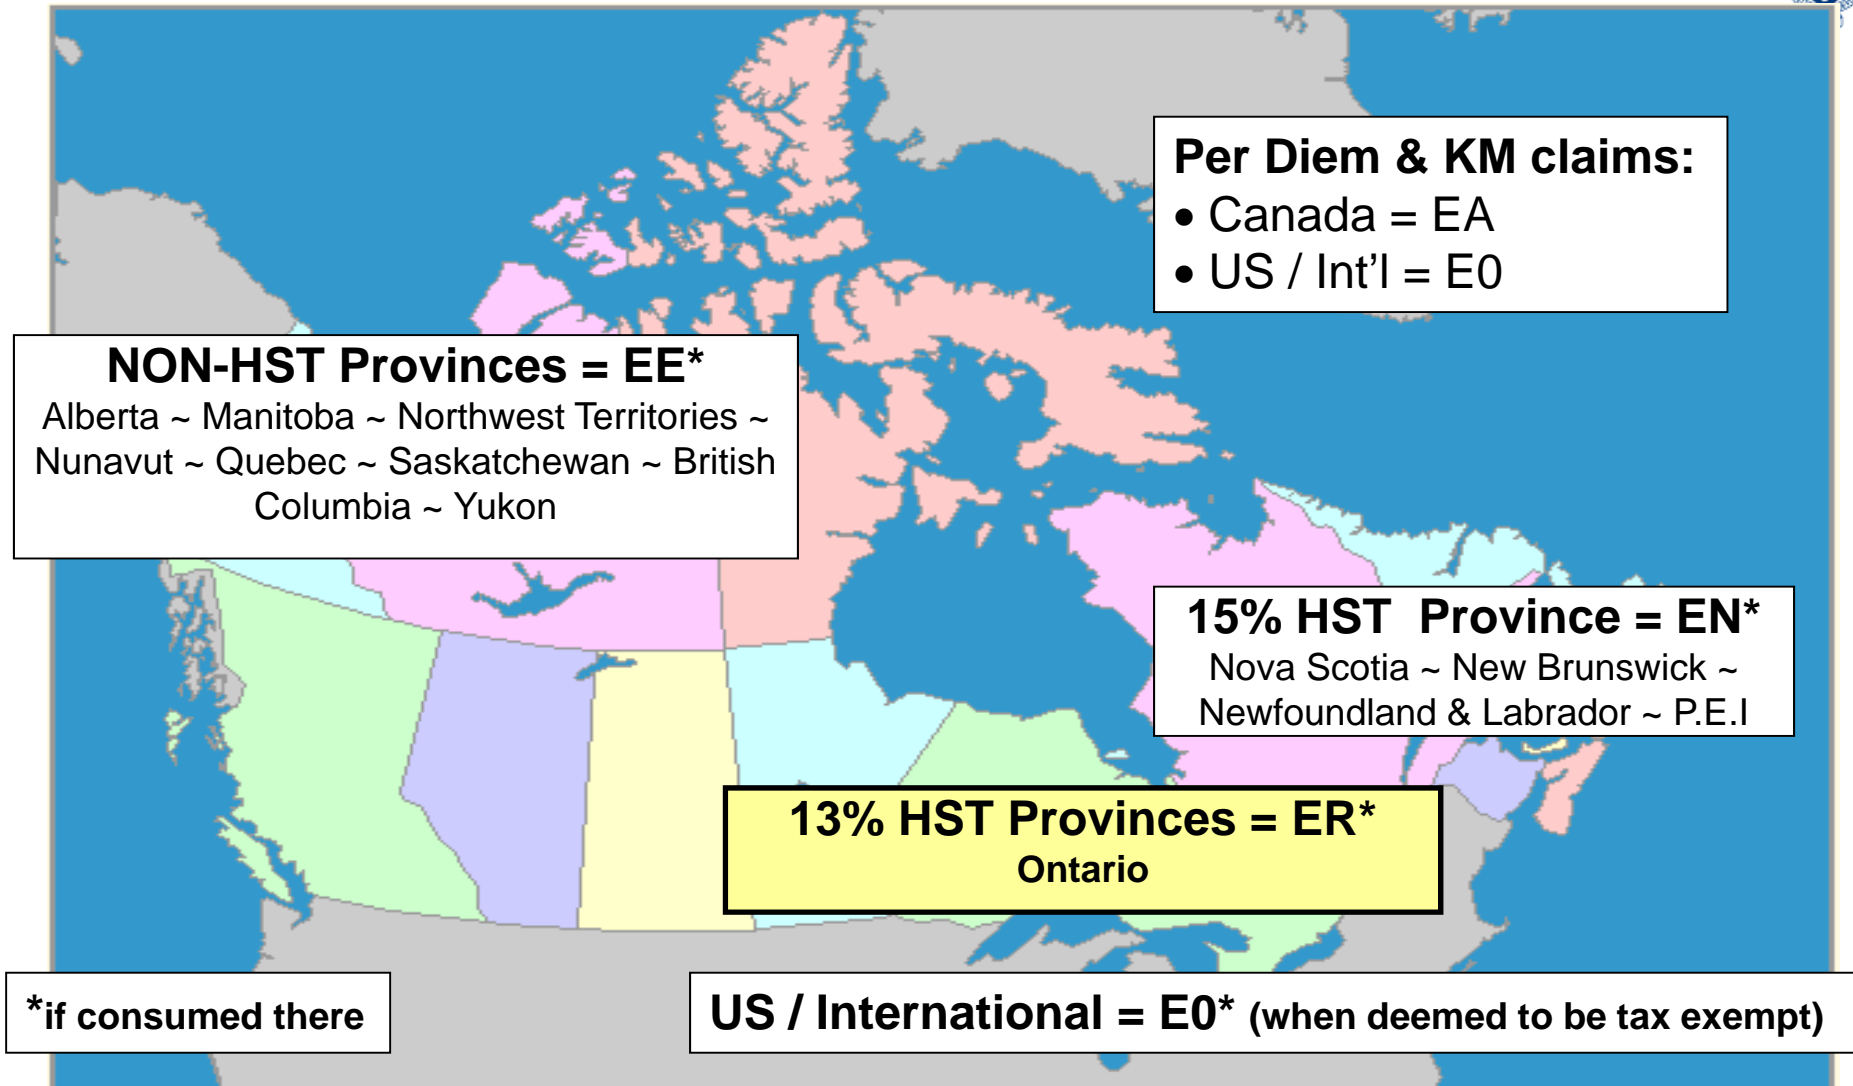 Per Diem & KM claims:
• Canada = EA
• US / Int’l = E0
NON-HST Provinces = EE*
Alberta ~ Manitoba ~ Northwest Territories ~
Nunavut ~ Quebec ~ Saskatchewan ~ British
Columbia ~ Yukon
15% HST Province = EN*
Nova Scotia ~ New Brunswick ~
Newfoundland & Labrador ~ P.E.I
13% HST Provinces = ER*
Ontario
*if consumed there
US / International = E0* (when deemed to be tax exempt)